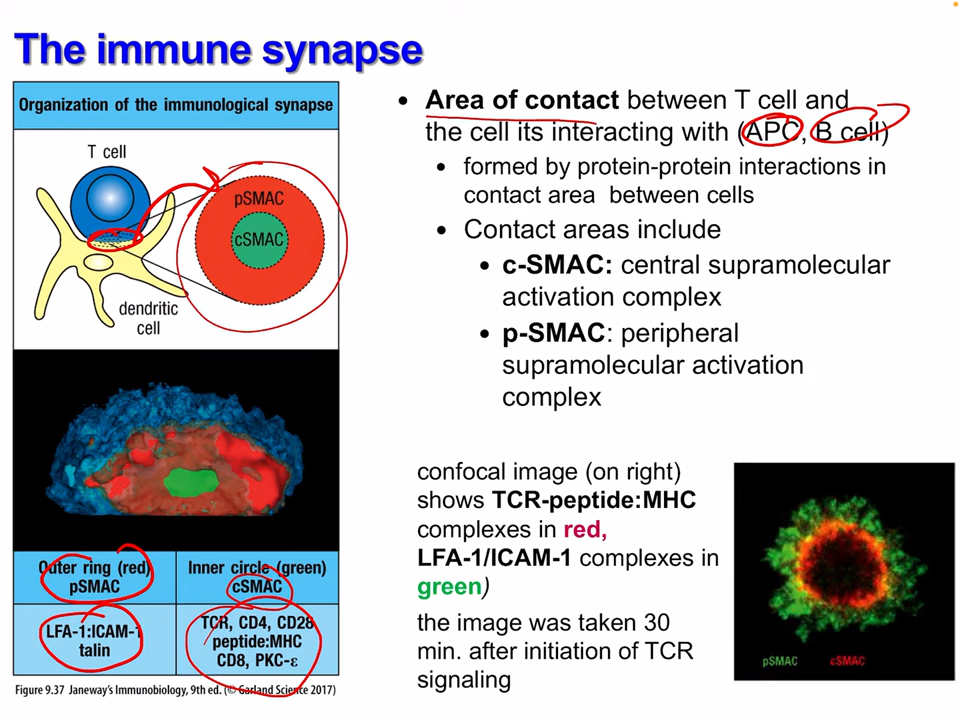 The immune synapse
Organization of the immunological synapse
T cell
pSMAC
cSMAC
dendritic
cell
Outer ring (red)
pSMAC
Inner circle (green)
cSMAC
LFA-1:ICAM-1
talin
TCR, CD4, CD28
peptide:MHC
CD8, PKC-ε
Figure 9.37 Janeway's Immunobiology, 9th ed. (© Garland Science 2017)
• Area of contact between T cell and
the cell its interacting with (APC, B cell)
• formed by protein-protein interactions in
contact area between cells
• Contact areas include
• c-SMAC: central supramolecular
activation complex
• p-SMAC: peripheral
supramolecular activation
complex
confocal image (on right)
shows TCR-peptide:MHC
complexes in red,
LFA-1/ICAM-1 complexes in
green)
the image was taken 30
min. after initiation of TCR
signaling
pSMAC cSMAC